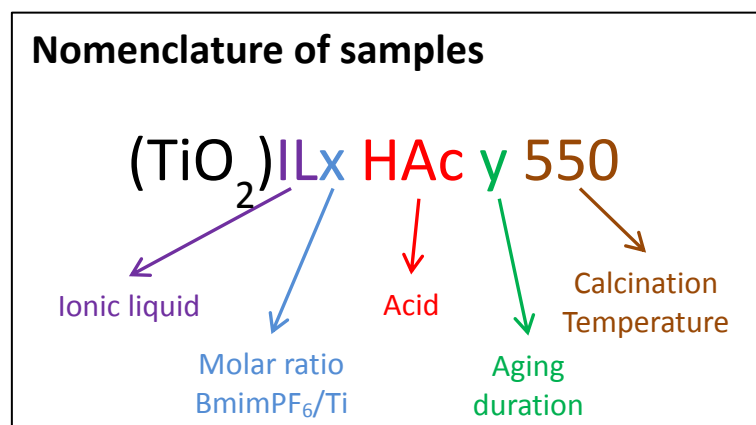 Nomenclature of samples
(TiO₂)ILx HAc y 550
Ionic liquid
Acid
Calcination
Temperature
Molar ratio
BmimPF₆/Ti
Aging
duration